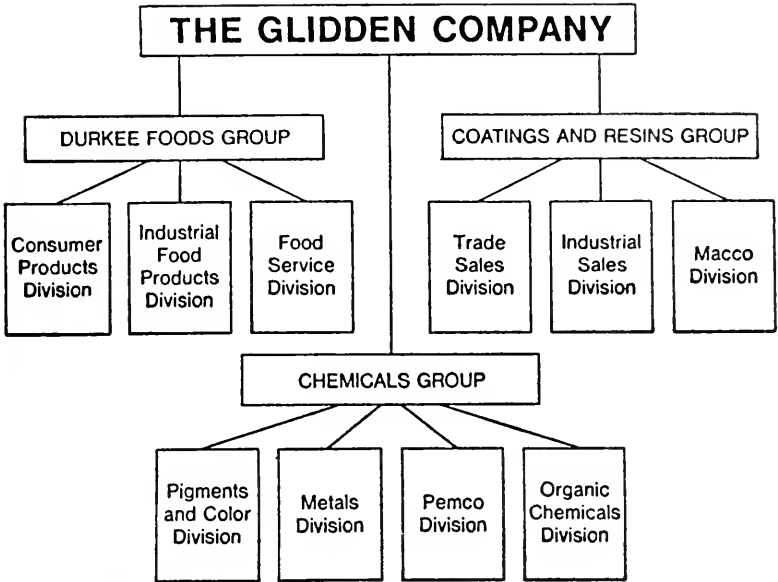 THE GLIDDEN COMPANY
DURKEE FOODS GROUP
COATINGS AND RESINS GROUP
Consumer
Products
Division
Industrial
Food
Products
Division
Food
Service
Division
Trade
Sales
Division
Industrial
Sales
Division
Macco
Division
CHEMICALS GROUP
Pigments
and Color
Division
Metals
Division
Pemco
Division
Organic
Chemicals
Division